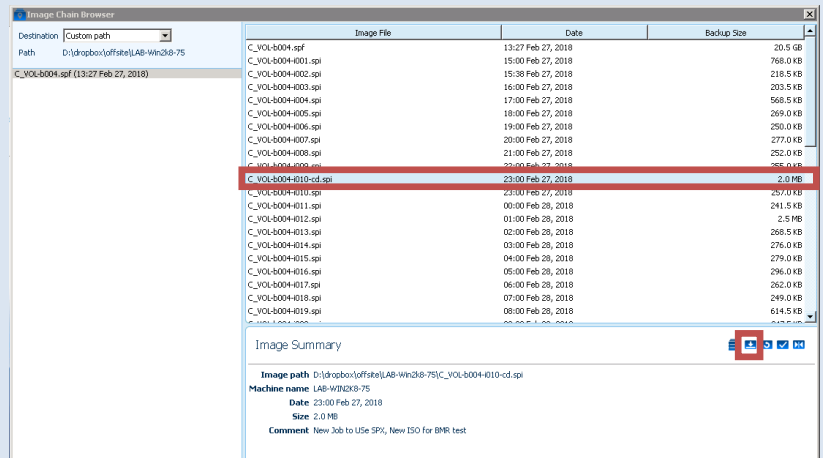 Image Chain Browser
Destination Custom path
Path D:\dropbox\offsite\LAB-Win2k8-75
C_VOL-b004.spf (13:27 Feb 27, 2018)
Image File Date Backup Size
C_VOL-b004.spf 13:27 Feb 27, 2018 20.5 GB
C_VOL-b004-i001.spi 15:00 Feb 27, 2018 768.0 KB
C_VOL-b004-i002.spi 15:38 Feb 27, 2018 218.5 KB
C_VOL-b004-i003.spi 16:00 Feb 27, 2018 203.5 KB
C_VOL-b004-i004.spi 17:00 Feb 27, 2018 568.5 KB
C_VOL-b004-i005.spi 18:00 Feb 27, 2018 269.0 KB
C_VOL-b004-i006.spi 19:00 Feb 27, 2018 250.0 KB
C_VOL-b004-i007.spi 20:00 Feb 27, 2018 277.0 KB
C_VOL-b004-i008.spi 21:00 Feb 27, 2018 252.0 KB
C_VOL-b004-i009.spi 22:00 Feb 27, 2018 255.0 KB
C_VOL-b004-i010-cd.spi 23:00 Feb 27, 2018 2.0 MB
C_VOL-b004-i010.spi 23:00 Feb 27, 2018 257.0 KB
C_VOL-b004-i011.spi 00:00 Feb 28, 2018 241.5 KB
C_VOL-b004-i012.spi 01:00 Feb 28, 2018 2.5 MB
C_VOL-b004-i013.spi 02:00 Feb 28, 2018 268.5 KB
C_VOL-b004-i014.spi 03:00 Feb 28, 2018 276.0 KB
C_VOL-b004-i015.spi 04:00 Feb 28, 2018 279.0 KB
C_VOL-b004-i016.spi 05:00 Feb 28, 2018 296.0 KB
C_VOL-b004-i017.spi 06:00 Feb 28, 2018 262.0 KB
C_VOL-b004-i018.spi 07:00 Feb 28, 2018 249.0 KB
C_VOL-b004-i019.spi 08:00 Feb 28, 2018 614.5 KB
Image Summary
Image path D:\dropbox\offsite\LAB-Win2k8-75\C_VOL-b004-i010-cd.spi
Machine name LAB-WIN2K8-75
Date 23:00 Feb 27, 2018
Size 2.0 MB
Comment New Job to USe SPX, New ISO for BMR test